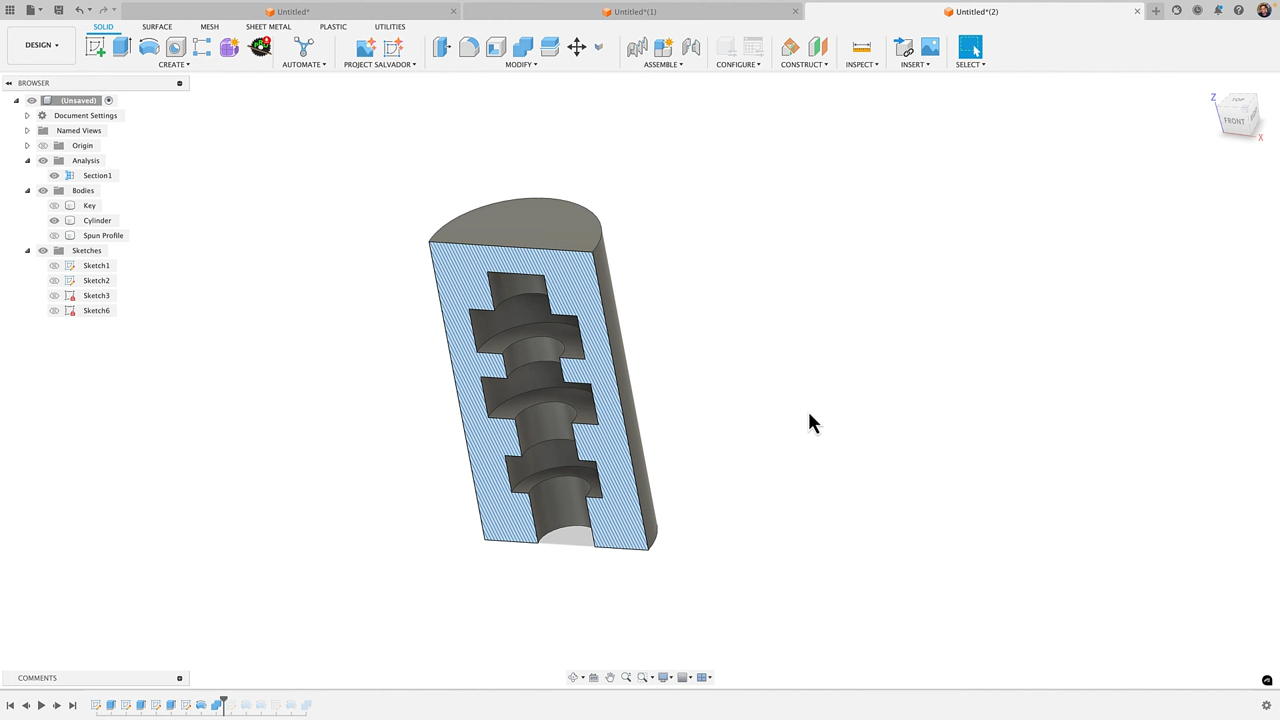 Untitled*
Untitled*(1)
Untitled*(2)
DESIGN
SOLID
SURFACE
MESH
SHEET METAL
PLASTIC
UTILITIES
CREATE
AUTOMATE
PROJECT SALVADOR
MODIFY
ASSEMBLE
CONFIGURE
CONSTRUCT
INSPECT
INSERT
SELECT
BROWSER
(Unsaved)
Document Settings
Named Views
Origin
Analysis
Section1
Bodies
Key
Cylinder
Spun Profile
Sketches
Sketch1
Sketch2
Sketch3
Sketch6
Z
TOP
FRONT
X
COMMENTS